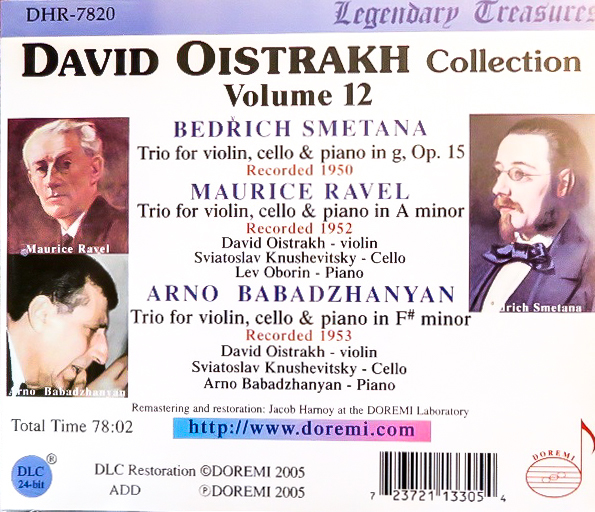 DHR-7820
Legendary Treasures
DAVID OISTRAKH Collection
Volume 12
BEDŘICH SMETANA
Trio for violin, cello & piano in g, Op. 15
Recorded 1950
MAURICE RAVEL
Trio for violin, cello & piano in A minor
Recorded 1952
David Oistrakh - violin
Sviatoslav Knushevitsky - Cello
Lev Oborin - Piano
Maurice Ravel
drich Smetana
ARNO BABADZHANYAN
Trio for violin, cello & piano in F# minor
Recorded 1953
David Oistrakh - violin
Sviatoslav Knushevitsky - Cello
Arno Babadzhanyan - Piano
Arno Babadzhanyan
Remastering and restoration: Jacob Harnoy at the DOREMI Laboratory
Total Time 78:02
http://www.doremi.com
DLC ®
24-bit
DLC Restoration ©DOREMI 2005
ADD ℗DOREMI 2005
7 23721 13305 4
DOREMI